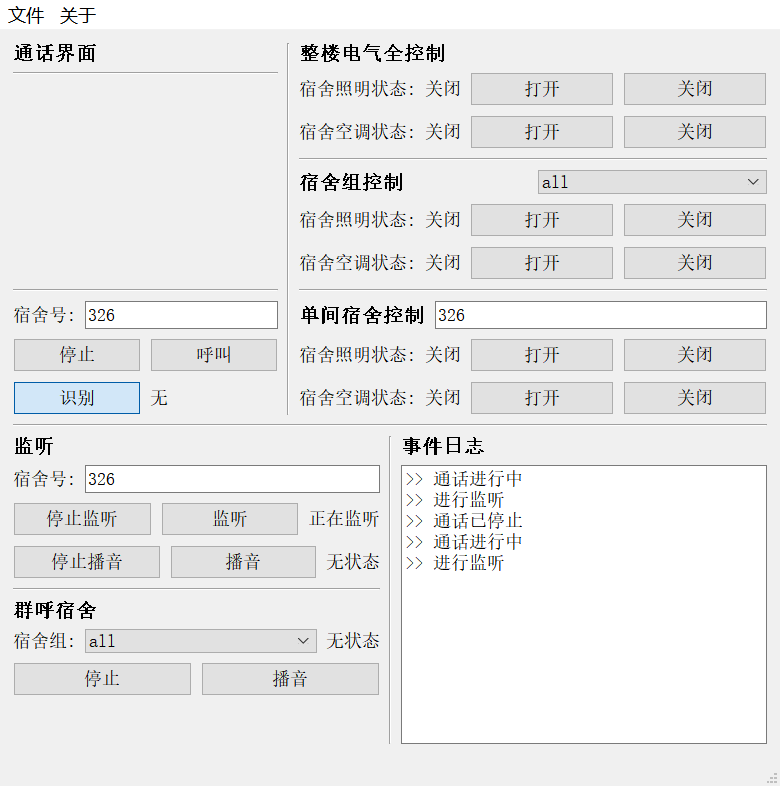 文件 关于
通话界面
宿舍号: 326
停止 呼叫
识别 无
整楼电气全控制
宿舍照明状态: 关闭 打开 关闭
宿舍空调状态: 关闭 打开 关闭
宿舍组控制 all
宿舍照明状态: 关闭 打开 关闭
宿舍空调状态: 关闭 打开 关闭
单间宿舍控制 326
宿舍照明状态: 关闭 打开 关闭
宿舍空调状态: 关闭 打开 关闭
监听
宿舍号: 326
停止监听 监听 正在监听
停止播音 播音 无状态
群呼宿舍
宿舍组: all 无状态
停止 播音
事件日志
>> 通话进行中
>> 进行监听
>> 通话已停止
>> 通话进行中
>> 进行监听